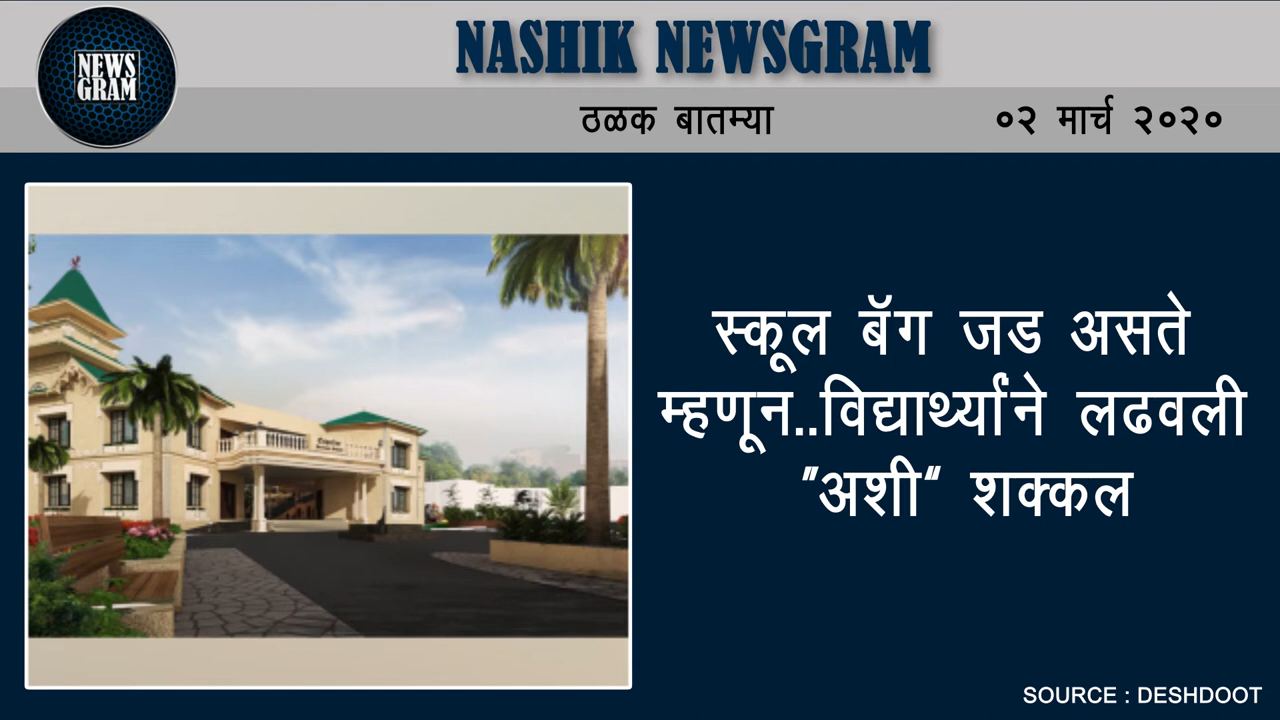 NEWS
GRAM
NASHIK NEWSGRAM
ठळक बातम्या
०२ मार्च २०२०
स्कूल बॅग जड असते
म्हणून..विद्यार्थ्यांने लढवली
"अशी" शक्कल
SOURCE : DESHDOOT